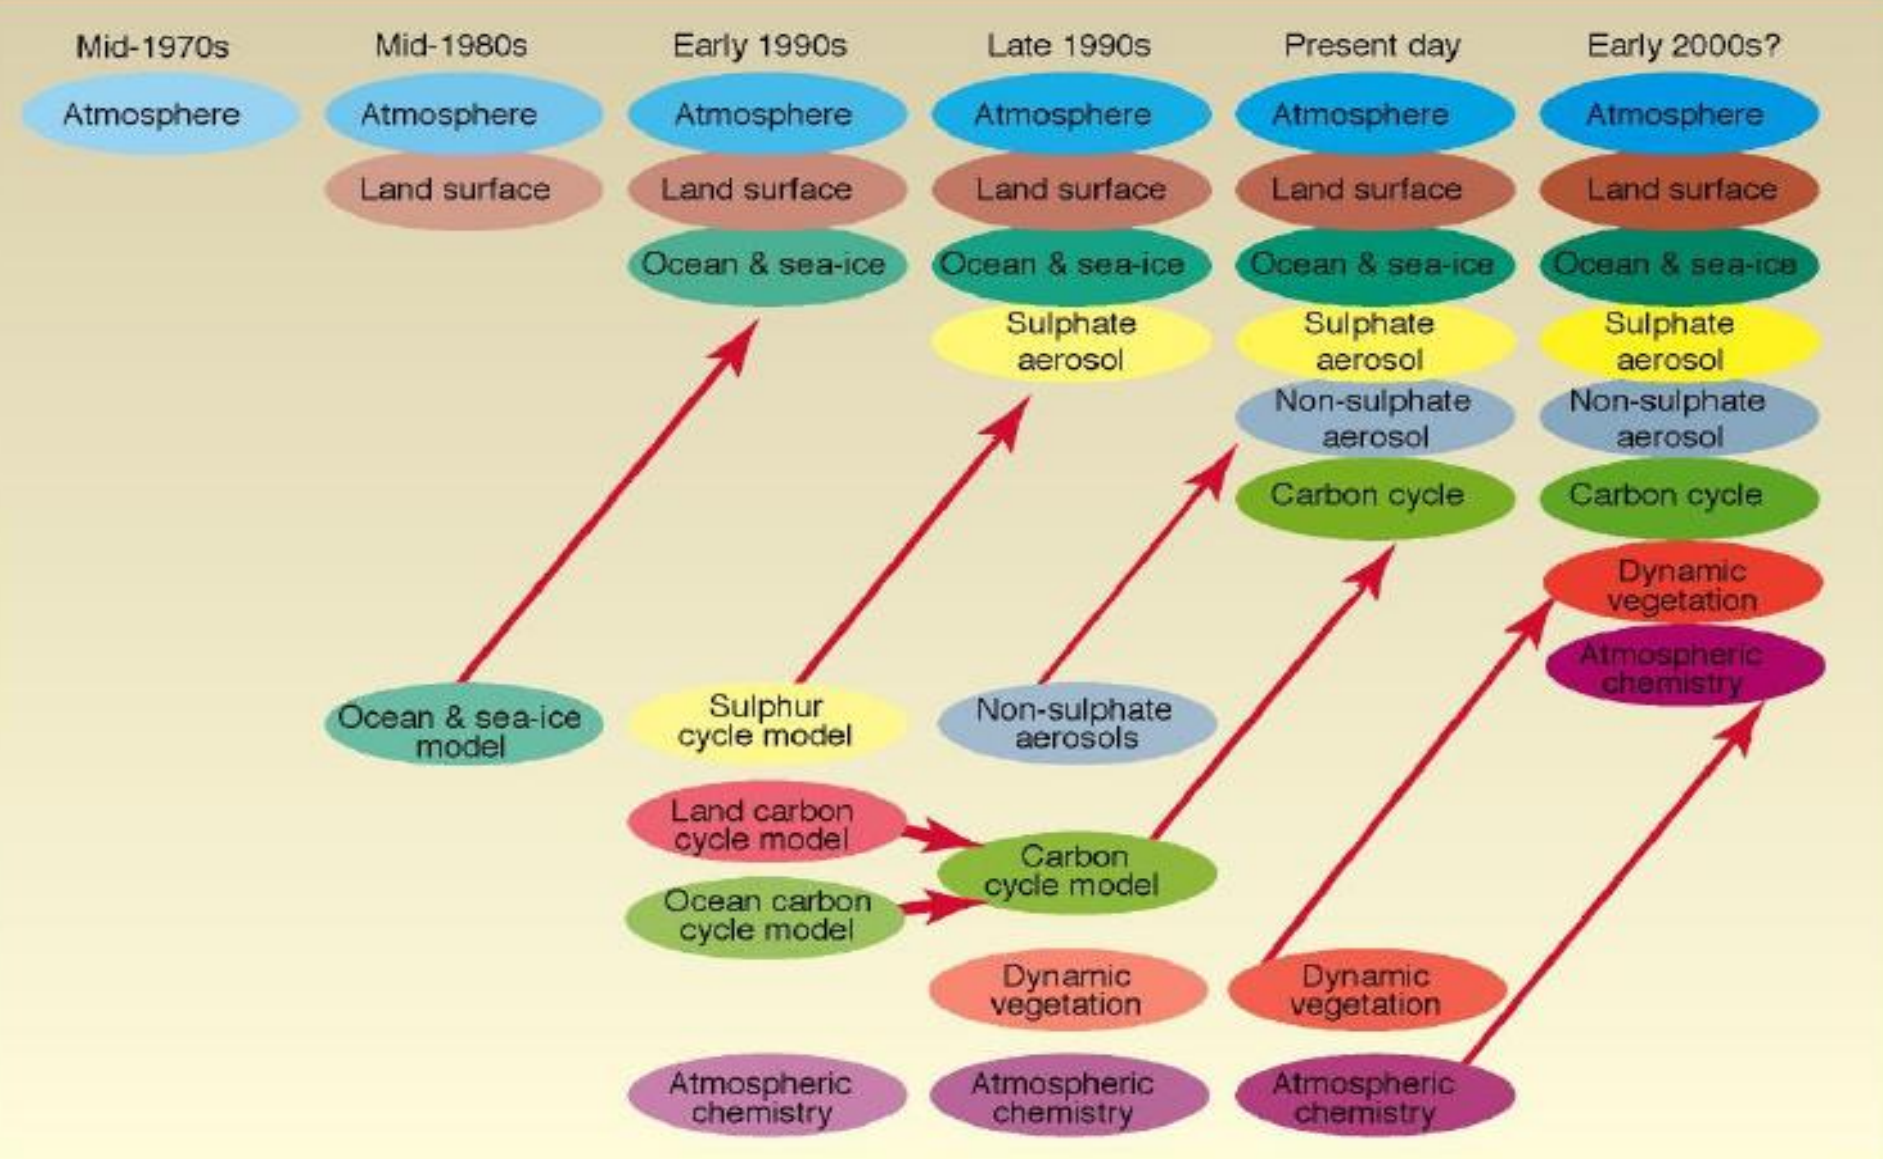 Mid-1970s
Mid-1980s
Early 1990s
Late 1990s
Present day
Early 2000s?
Atmosphere
Atmosphere
Atmosphere
Atmosphere
Atmosphere
Atmosphere
Land surface
Land surface
Land surface
Land surface
Land surface
Ocean & sea-ice
Ocean & sea-ice
Ocean & sea-ice
Ocean & sea-ice
Sulphate
aerosol
Sulphate
aerosol
Sulphate
aerosol
Non-sulphate
aerosol
Non-sulphate
aerosol
Carbon cycle
Carbon cycle
Dynamic
vegetation
Atmospheric
chemistry
Ocean & sea-ice
model
Sulphur
cycle model
Non-sulphate
aerosols
Land carbon
cycle model
Carbon
cycle model
Ocean carbon
cycle model
Dynamic
vegetation
Dynamic
vegetation
Atmospheric
chemistry
Atmospheric
chemistry
Atmospheric
chemistry